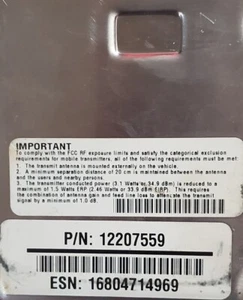 IMPORTANT
To comply with the FCC RF exposure limits and satisfy the categorical exclusion
requirements for mobile transmitters, all of the following requirements must be met:
1. The transmit antenna is mounted externally on the vehicle.
2. A minimum separation distance of 20 cm is maintained between the antenna
and the users and nearby persons.
3. The transmitter conducted power (3.1 Watts/ 34.9 dBm) is reduced to a
maximum of 1.5 Watts ERP (2.46 Watts or 33.9 dBm EIRP) This requires the
combination of antenna gain and feed line loss to attenuate the transmit
signal by a minimum of 1.0 dB.
P/N: 12207559
ESN: 16804714969